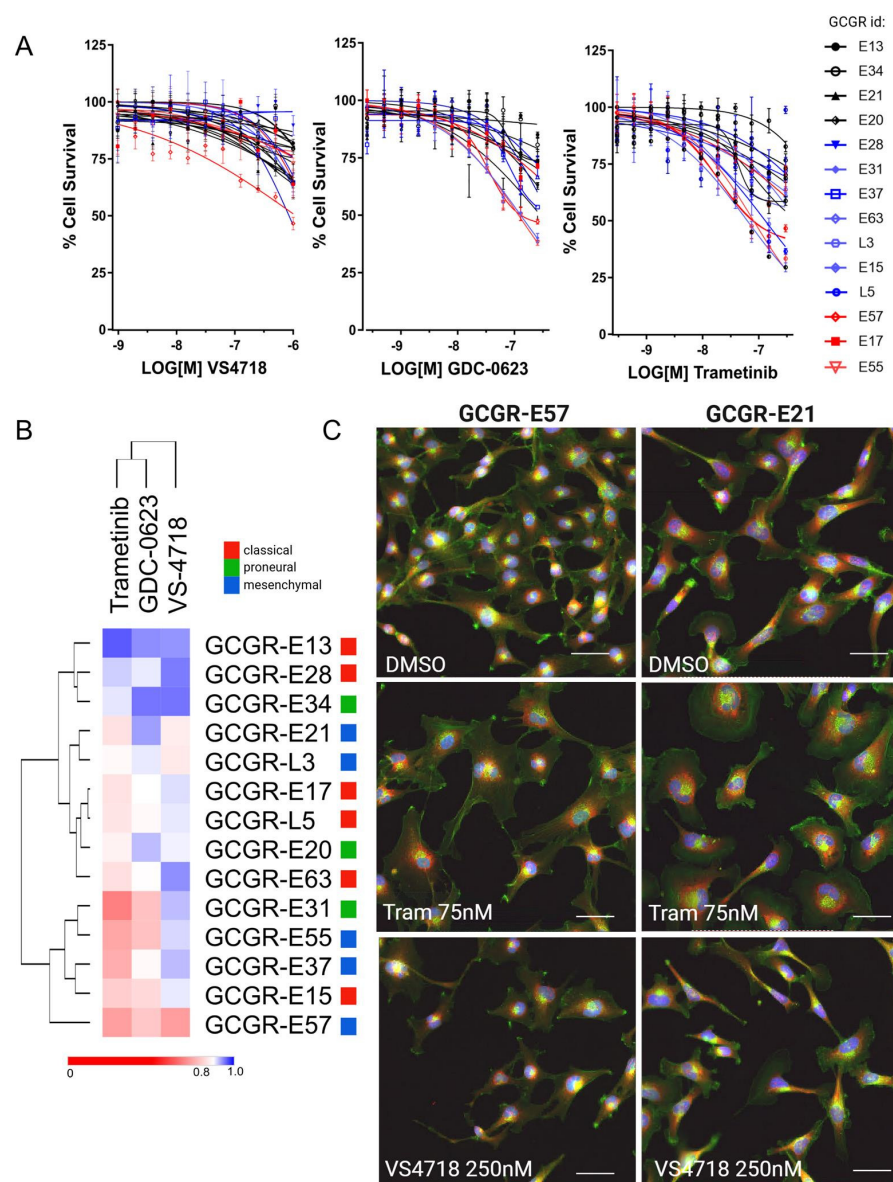 A
125
100
75
50
25
0
% Cell Survival
-9
-8
-7
-6
LOG[M] VS4718
125
100
75
50
25
0
% Cell Survival
-9
-8
-7
LOG[M] GDC-0623
125
100
75
50
25
0
% Cell Survival
-9
-8
-7
LOG[M] Trametinib
GCGR id:
E13
E34
E21
E20
E28
E31
E37
E63
L3
E15
L5
E57
E17
E55
B
Trametinib
GDC-0623
VS-4718
classical
proneural
mesenchymal
GCGR-E13
GCGR-E28
GCGR-E34
GCGR-E21
GCGR-L3
GCGR-E17
GCGR-L5
GCGR-E20
GCGR-E63
GCGR-E31
GCGR-E55
GCGR-E37
GCGR-E15
GCGR-E57
0
0.8
1.0
C
GCGR-E57
GCGR-E21
DMSO
DMSO
Tram 75nM
Tram 75nM
VS4718 250nM
VS4718 250nM